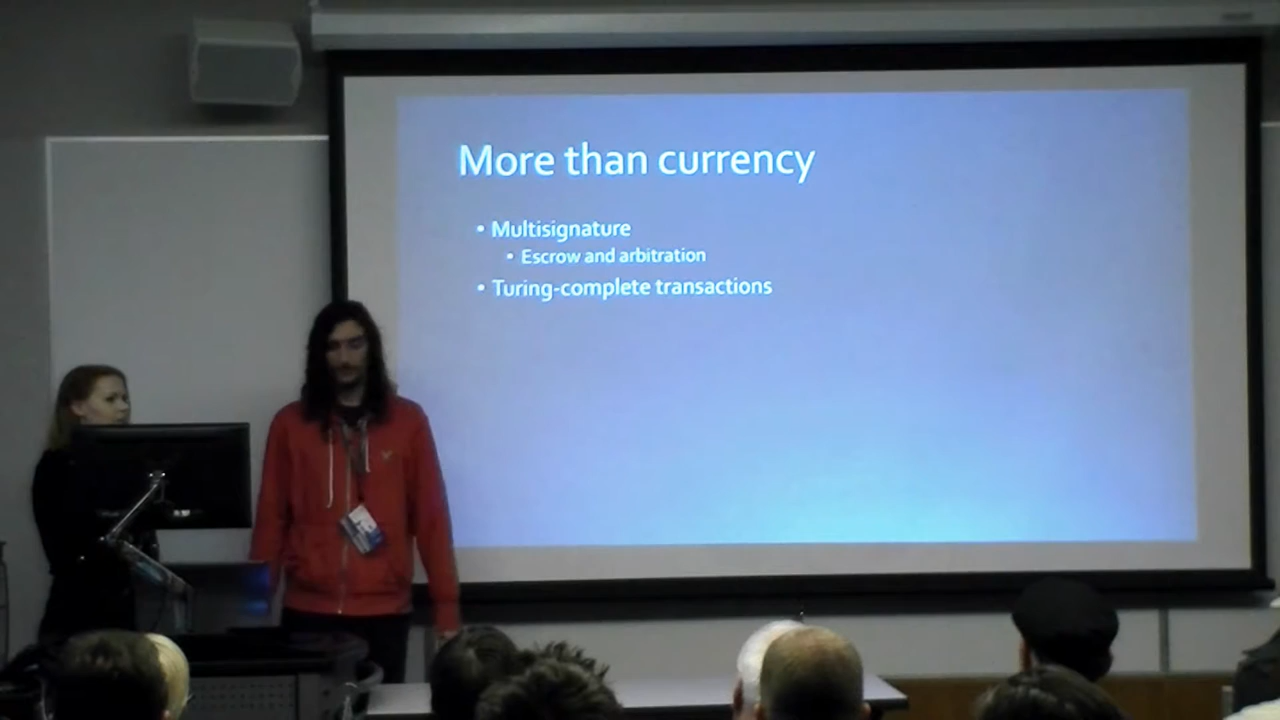 More than currency
• Multisignature
• Escrow and arbitration
• Turing-complete transactions